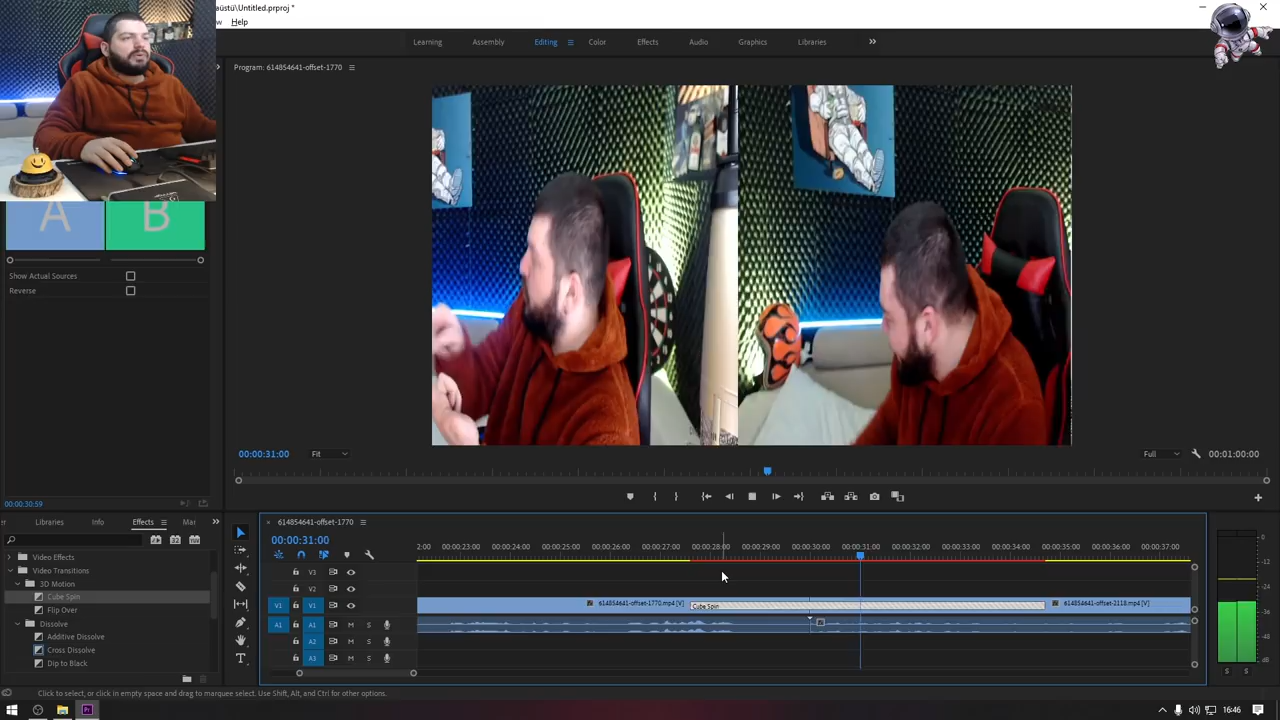 aüstü\Untitled.prproj *
Help
Learning Assembly Editing Color Effects Audio Graphics Libraries
Program: 614854641-offset-1770
A B
Show Actual Sources
Reverse
00:00:31:00 Fit Full 00:01:00:00
00:00:30:59
Libraries Info Effects Mar
614854641-offset-1770
00:00:31:00
2:00 00:00:23:00 00:00:24:00 00:00:25:00 00:00:26:00 00:00:27:00 00:00:28:00 00:00:29:00 00:00:30:00 00:00:31:00 00:00:32:00 00:00:33:00 00:00:34:00 00:00:35:00 00:00:36:00 00:00:37:00
Video Effects
Video Transitions
3D Motion
Cube Spin
Flip Over
Dissolve
Additive Dissolve
Cross Dissolve
Dip to Black
V3
V2
V1 V1 614854641-offset-1770.mp4 [V] Cube Spin 614854641-offset-2118.mp4 [V]
A1 A1 M S
A2 M S
A3 M S
0
S S
Click to select, or click in empty space and drag to marquee select. Use Shift, Alt, and Ctrl for other options.
Pr 16:46